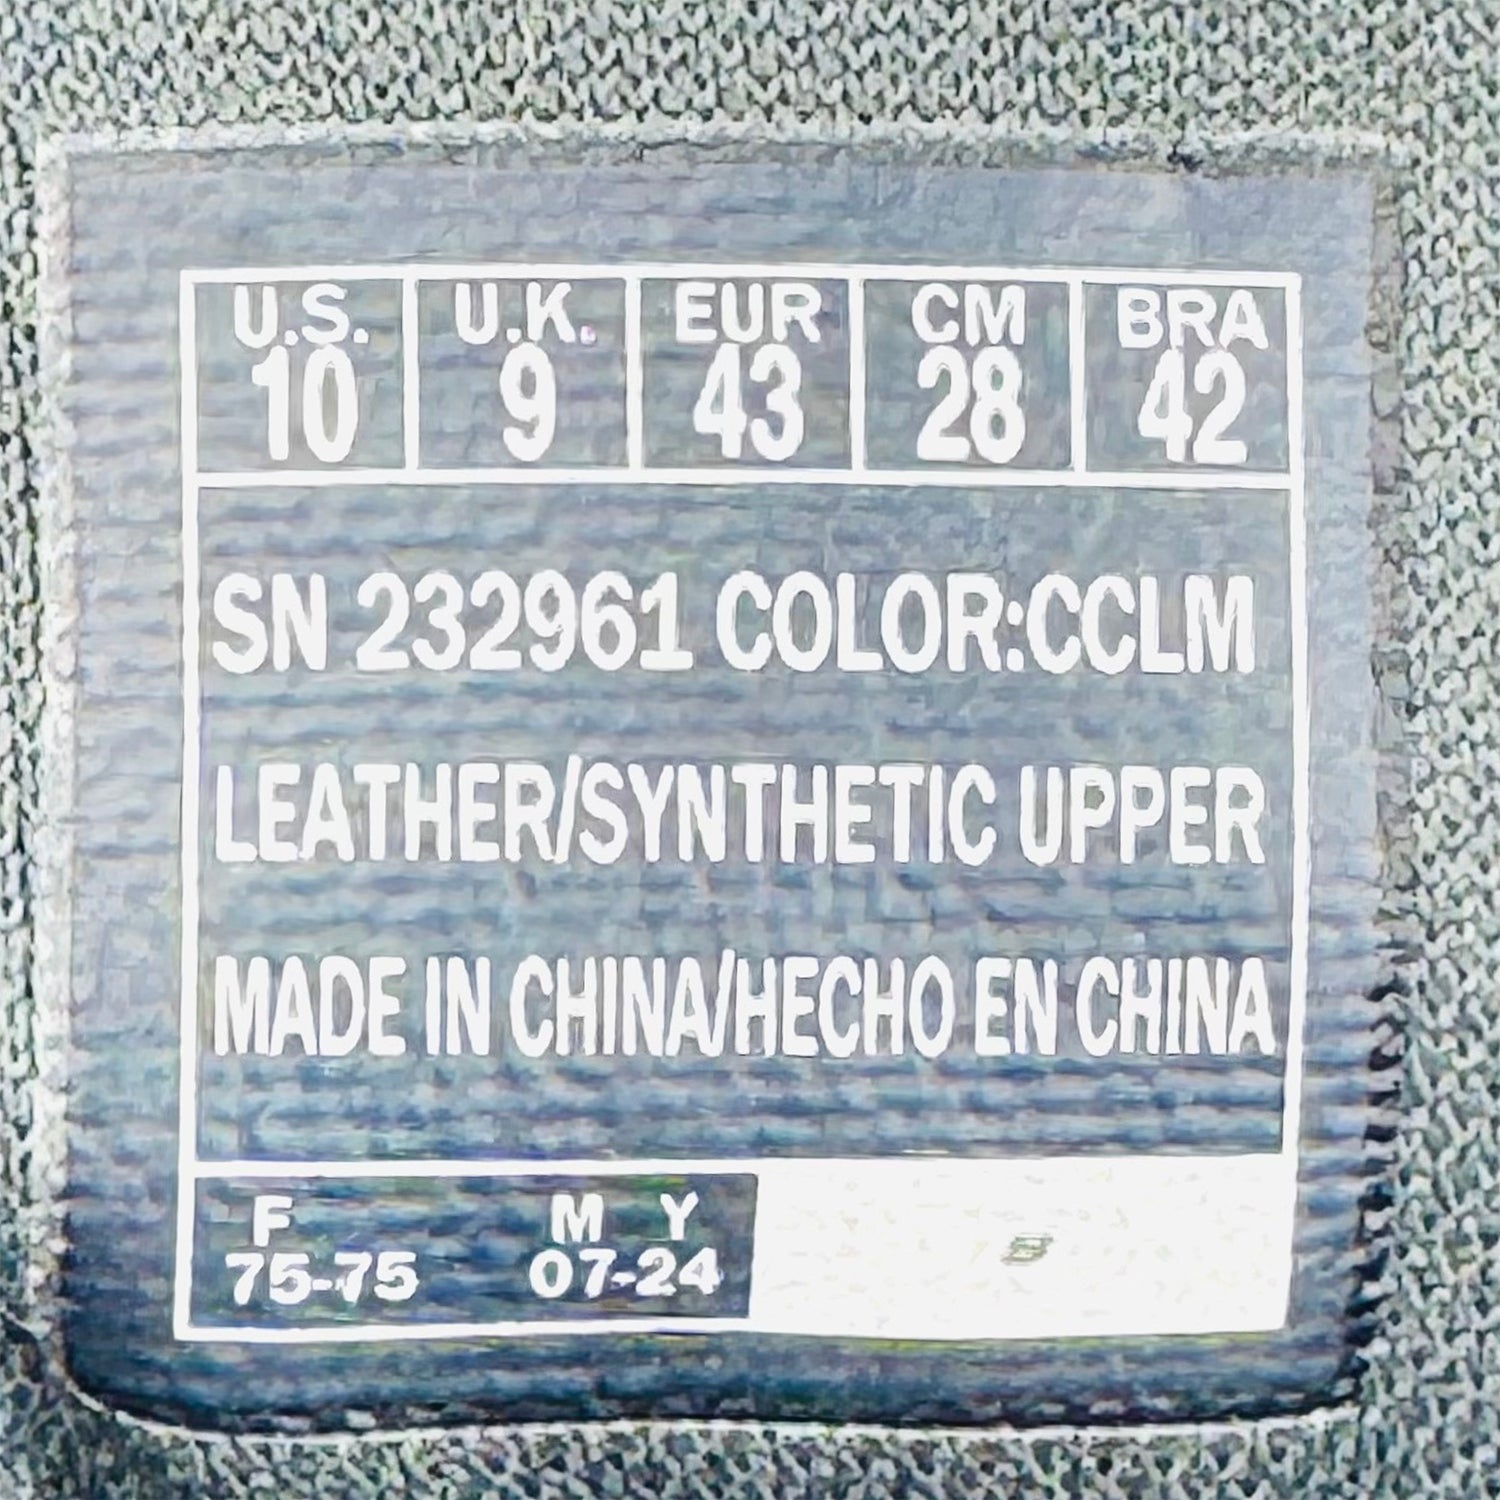 U.S. U.K. EUR CM BRA
10 9 43 28 42
SN 232961 COLOR:CCLM
LEATHER/SYNTHETIC UPPER
MADE IN CHINA/HECHO EN CHINA
F M Y
75-75 07-24